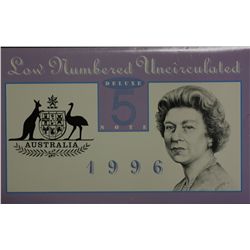 Low Numbered Uncirculated
DELUXE
5
NOTE
AUSTRALIA
1996